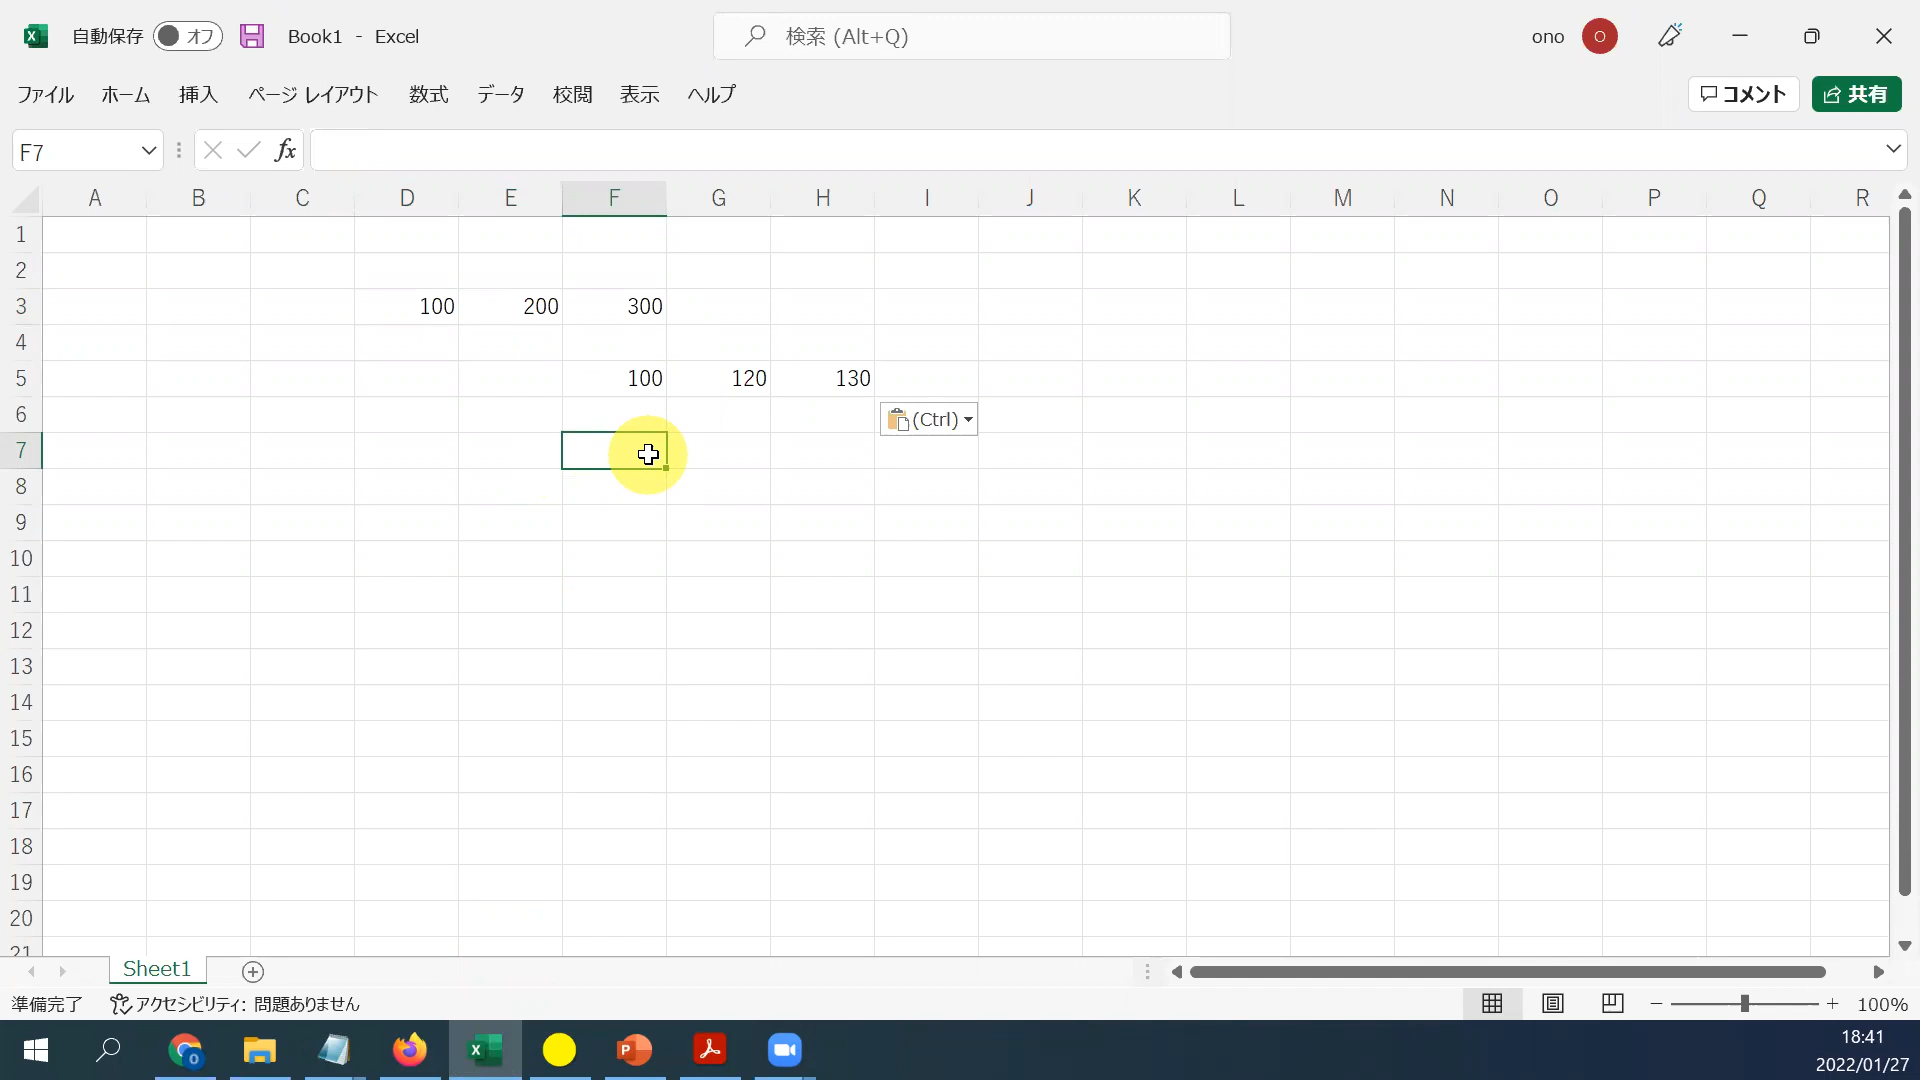 自動保存 オフ Book1 - Excel 検索 (Alt+Q) ono O
ファイル ホーム 挿入 ページ レイアウト 数式 データ 校閲 表示 ヘルプ コメント 共有
F7 fx
A B C D E F G H I J K L M N O P Q R
1
2
3 100 200 300
4
5 100 120 130
6 (Ctrl)
7
8
9
10
11
12
13
14
15
16
17
18
19
20
21
Sheet1
準備完了 アクセシビリティ: 問題ありません 100%
18:41
2022/01/27